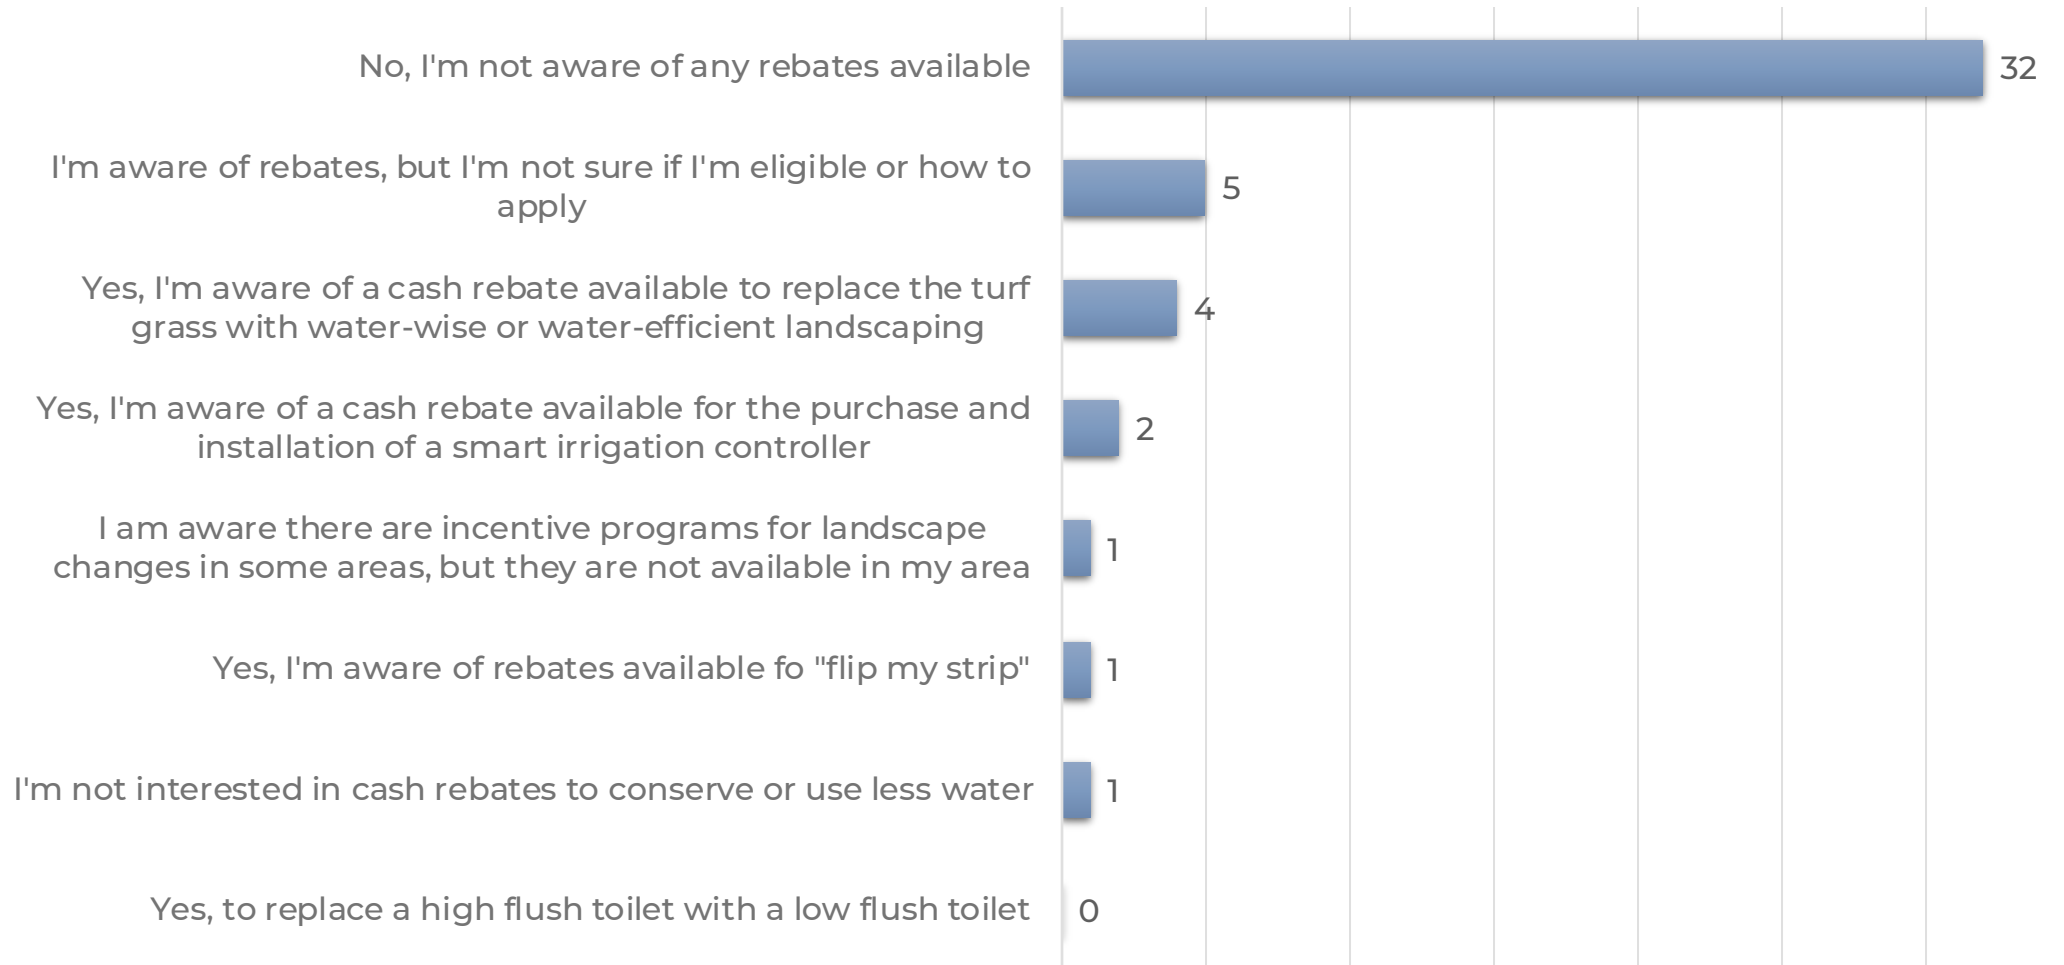 No, I'm not aware of any rebates available
32
I'm aware of rebates, but I'm not sure if I'm eligible or how to
apply
5
Yes, I'm aware of a cash rebate available to replace the turf
grass with water-wise or water-efficient landscaping
4
Yes, I'm aware of a cash rebate available for the purchase and
installation of a smart irrigation controller
2
I am aware there are incentive programs for landscape
changes in some areas, but they are not available in my area
1
Yes, I'm aware of rebates available fo "flip my strip"
1
I'm not interested in cash rebates to conserve or use less water
1
Yes, to replace a high flush toilet with a low flush toilet
0